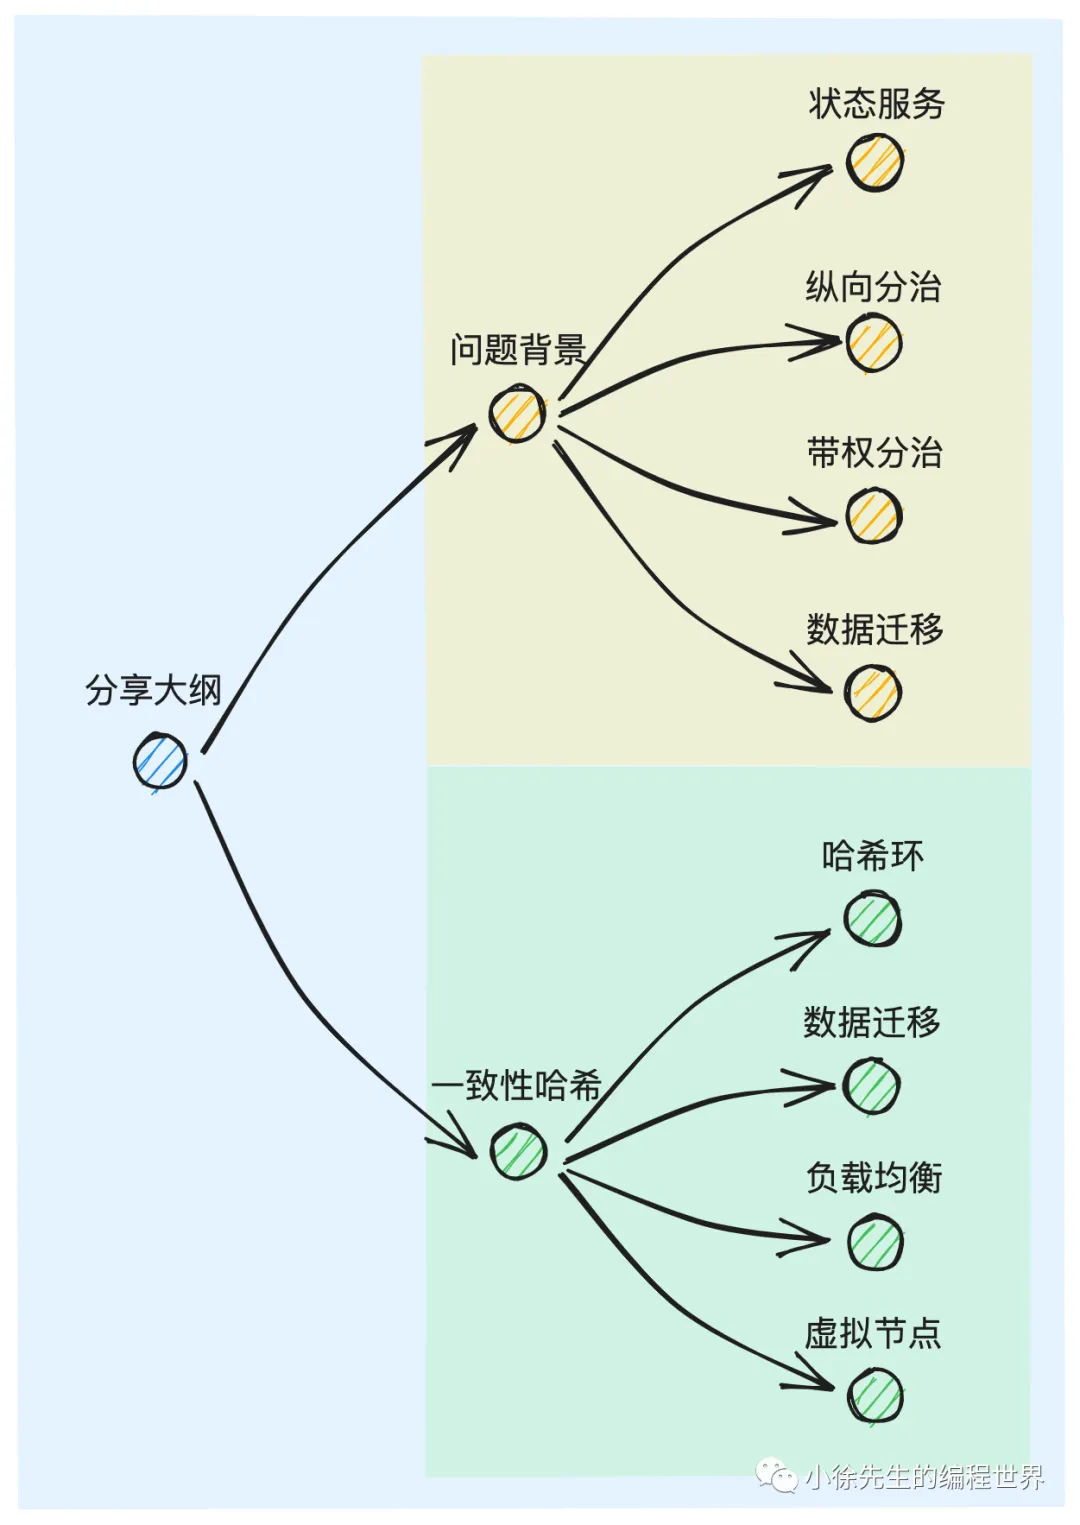 分享大纲
问题背景
状态服务
纵向分治
带权分治
数据迁移
一致性哈希
哈希环
数据迁移
负载均衡
虚拟节点
小徐先生的编程世界